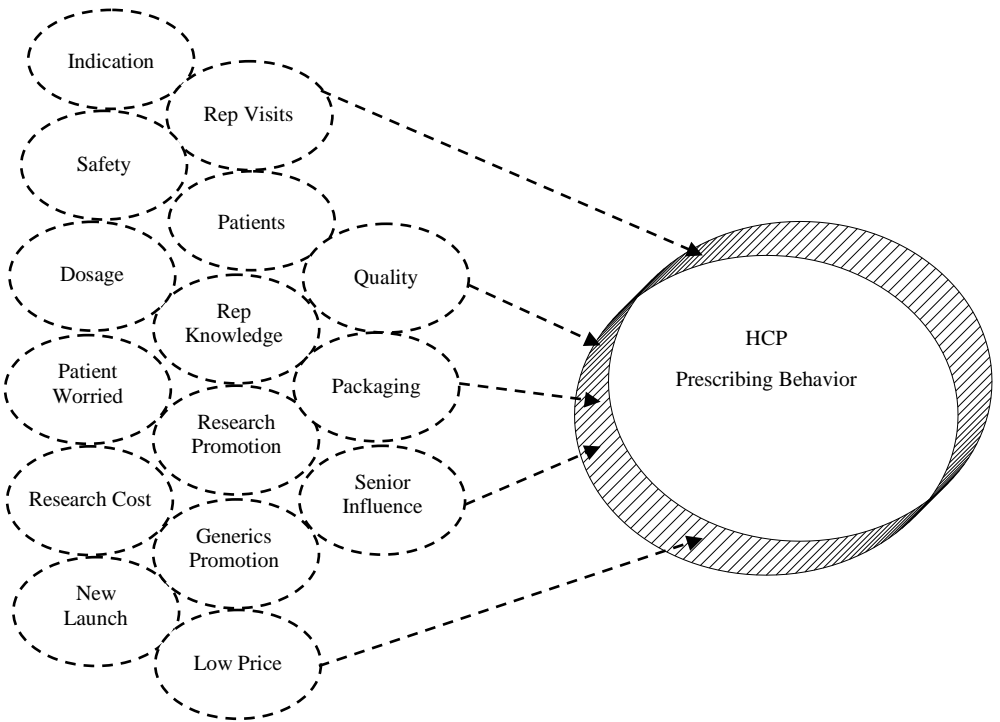 Indication
Rep Visits
Safety
Patients
Dosage
Quality
Rep
Knowledge
Patient
Worried
Packaging
Research
Promotion
Research Cost
Senior
Influence
Generics
Promotion
New
Launch
Low Price
HCP
Prescribing Behavior